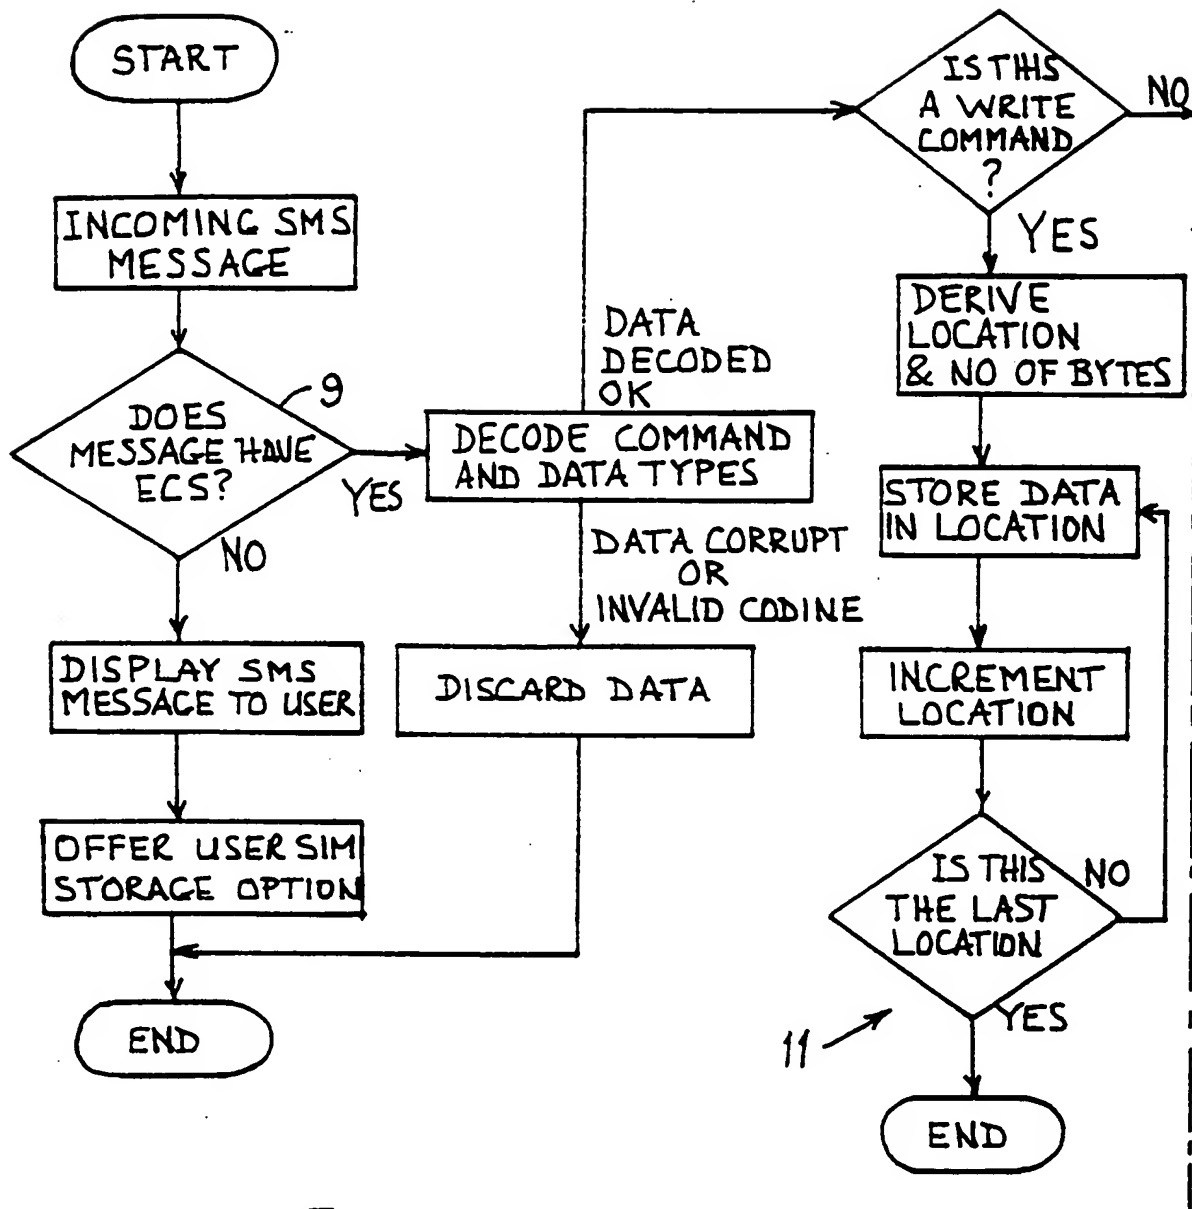 START
INCOMING SMS
MESSAGE
9
DOES
MESSAGE HAVE
ECS?
YES
NO
DISPLAY SMS
MESSAGE TO USER
OFFER USER SIM
STORAGE OPTION
END
DATA
DECODED
OK
DECODE COMMAND
AND DATA TYPES
DATA CORRUPT
OR
INVALID CODINE
DISCARD DATA
IS THIS
A WRITE
COMMAND
?
NO
YES
DERIVE
LOCATION
& NO OF BYTES
STORE DATA
IN LOCATION
INCREMENT
LOCATION
IS THIS
THE LAST
LOCATION
NO
YES
11
END